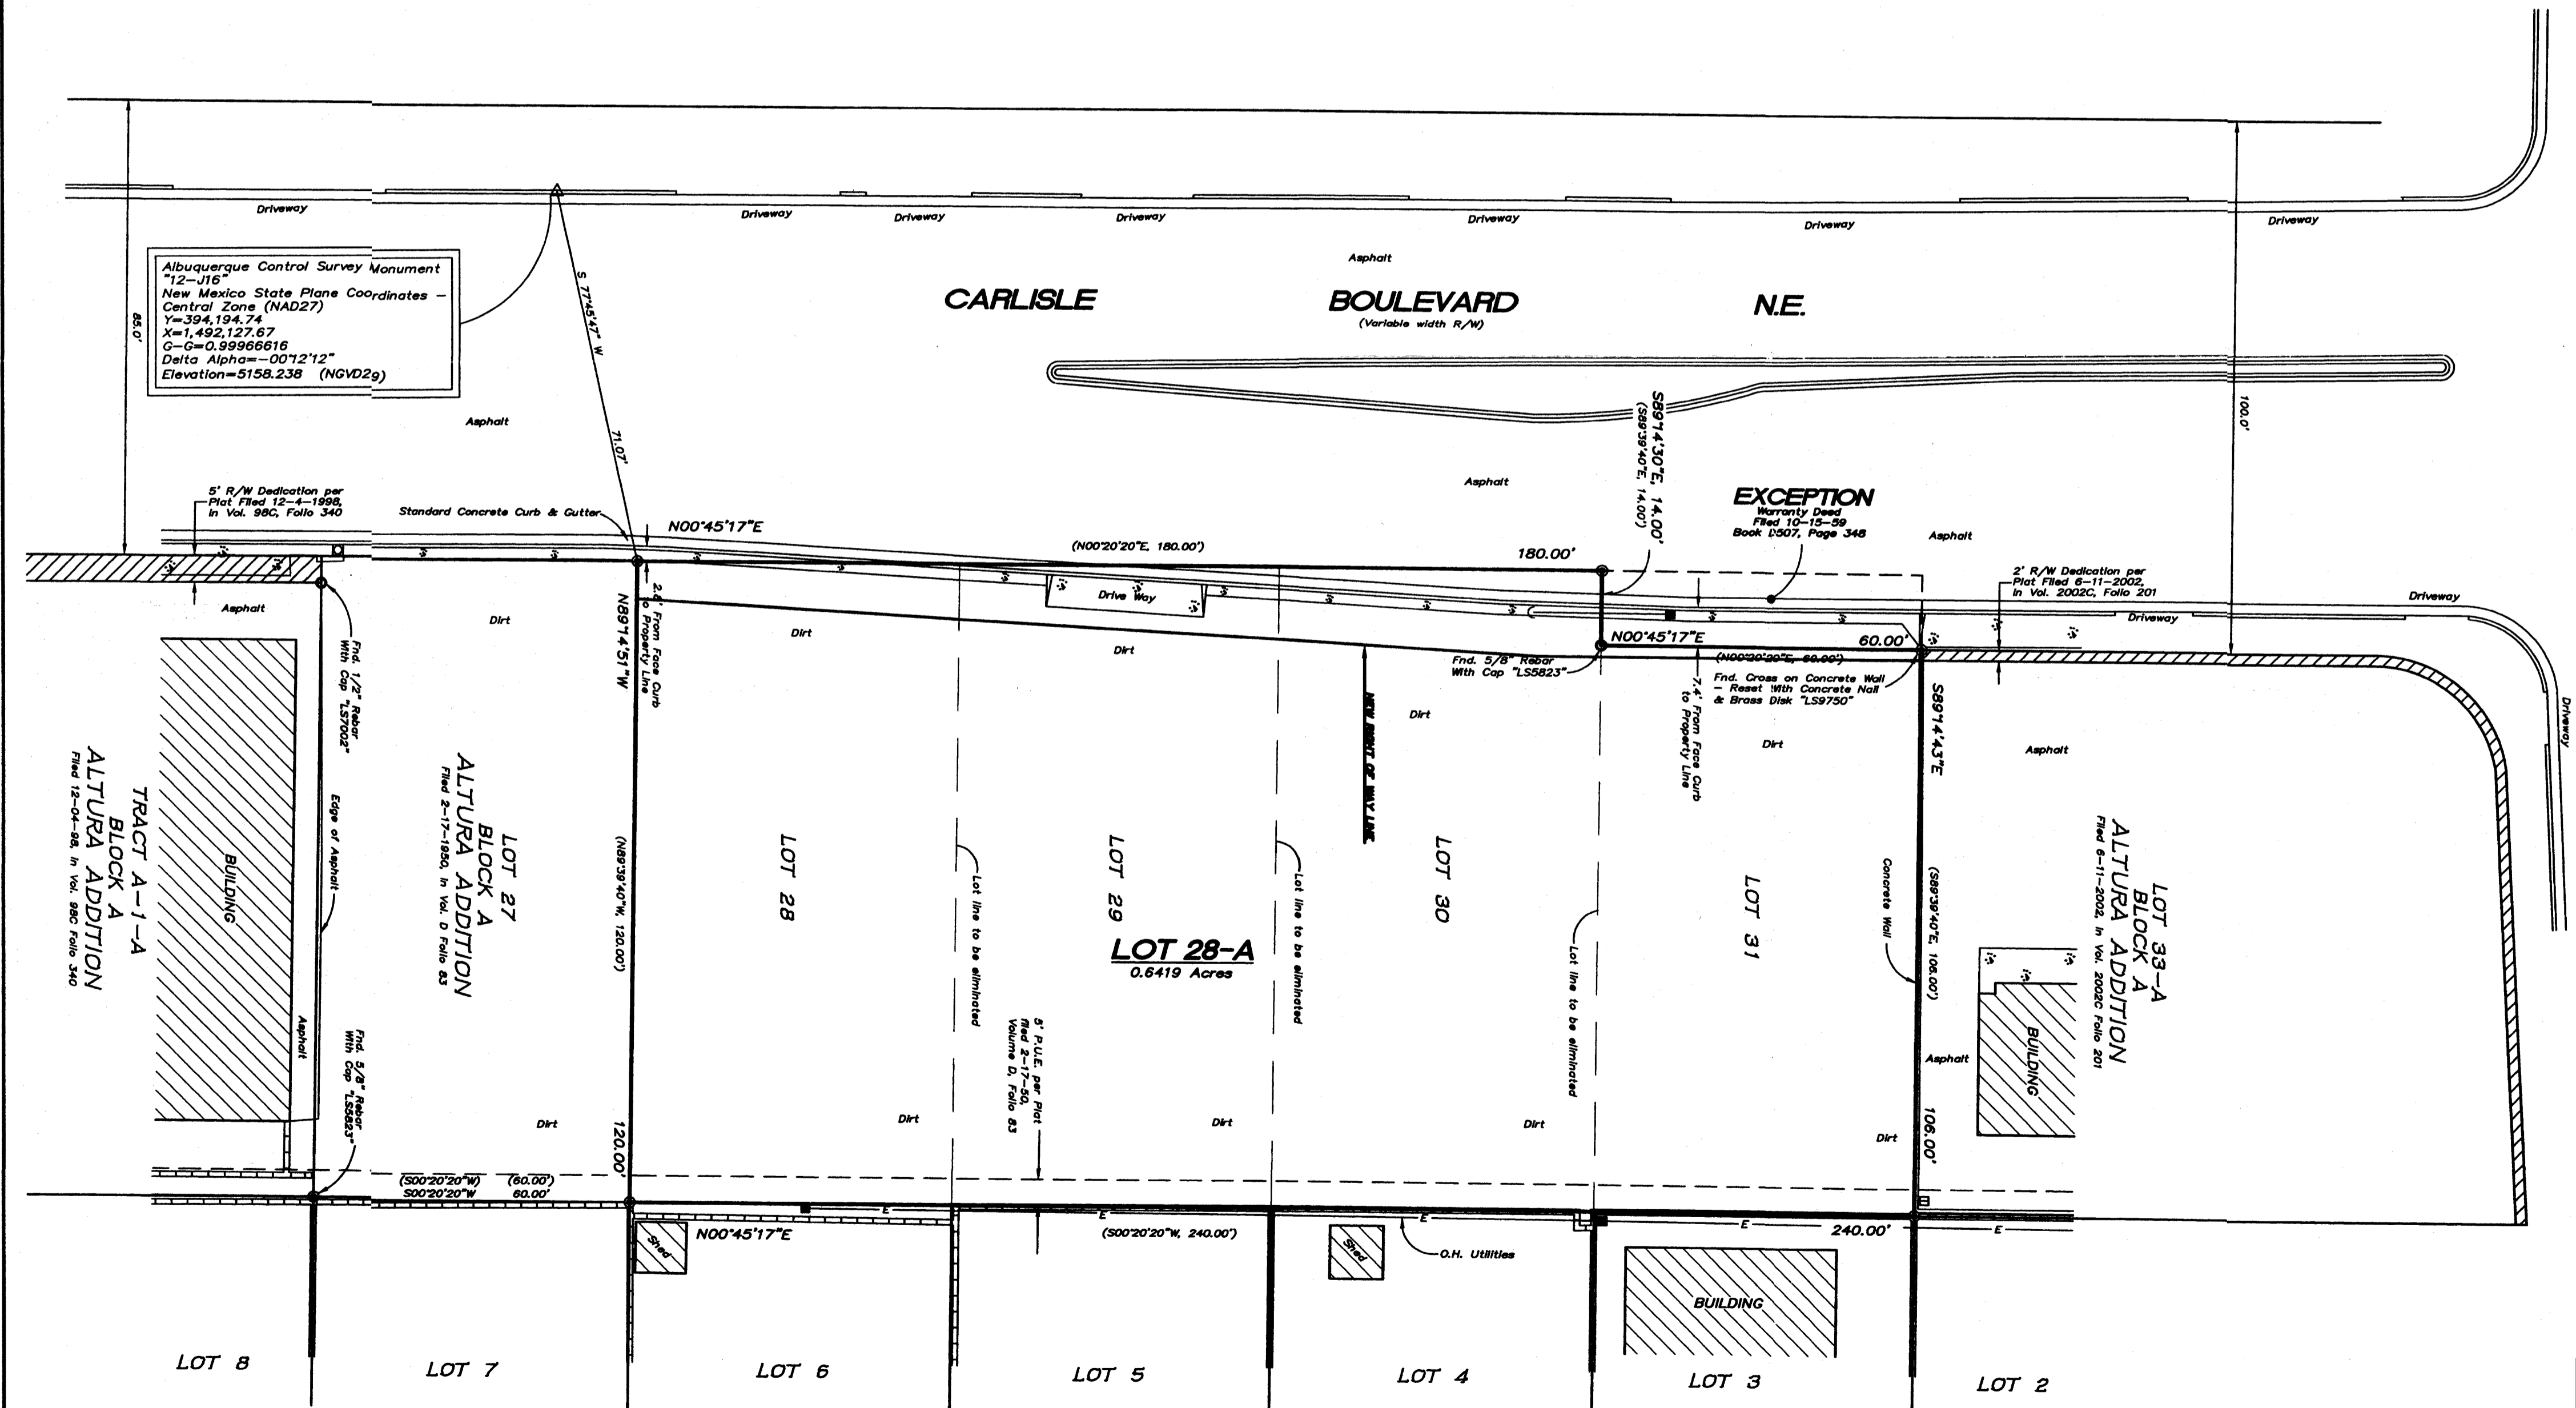 Driveway
Driveway
Driveway
Driveway
Driveway
Driveway
Driveway
Albuquerque Control Survey Monument
"12-J16"
New Mexico State Plane Coordinates -
Central Zone (NAD27)
Y=394,194.74
X=1,492,127.67
G-G=0.99966616
Delta Alpha=-00°12'12"
Elevation=5158.238 (NGVD29)
85.0'
S 77°45'47" W
71.07'
Asphalt
CARLISLE BOULEVARD N.E.
(Variable width R/W)
100.0'
Asphalt
Asphalt
Asphalt
S89°14'30"E, 14.00'
(S89°39'40"E, 14.00')
EXCEPTION
Warranty Deed
Filed 10-15-59
Book D507, Page 348
5' R/W Dedication per
Plat Filed 12-4-1998,
In Vol. 98C, Folio 340
Standard Concrete Curb & Gutter
N00°45'17"E
(N00°20'20"E, 180.00')
180.00'
2' R/W Dedication per
Plat Filed 6-11-2002,
In Vol. 2002C, Folio 201
Driveway
Driveway
Driveway
Asphalt
Dirt
Dirt
Drive Way
Dirt
N00°45'17"E
60.00'
(N00°20'20"E, 60.00')
Fnd. 5/8" Rebar
With Cap "LS5823"
Fnd. Cross on Concrete Wall
- Reset With Concrete Nail
& Brass Disk "LS9750"
2.6' From Face Curb
to Property Line
7.4' From Face Curb
to Property Line
Fnd. 1/2" Rebar
With Cap "LS7002"
N89°14'51"W
(N89°39'40"W, 120.00')
120.00'
NEW RIGHT OF WAY LINE
Dirt
Dirt
Asphalt
S89°14'43"E
(S89°39'40"E, 106.00')
106.00'
Concrete Wall
TRACT A-1-A
BLOCK A
ALTURA ADDITION
Filed 12-04-98, In Vol. 98C Folio 340
BUILDING
Edge of Asphalt
Asphalt
LOT 27
BLOCK A
ALTURA ADDITION
Filed 2-17-1950, In Vol. D Folio 83
LOT 28
LOT 29
LOT 30
LOT 31
Lot line to be eliminated
Lot line to be eliminated
Lot line to be eliminated
LOT 28-A
0.6419 Acres
LOT 33-A
BLOCK A
ALTURA ADDITION
Filed 6-11-2002, In Vol. 2002C Folio 201
BUILDING
Asphalt
5' P.U.E. per Plat
filed 2-17-50,
Volume D, Folio 83
Fnd. 5/8" Rebar
With Cap "LS5823"
Dirt
Dirt
Dirt
Dirt
Dirt
(S00°20'20"W) (60.00')
S00°20'20"W 60.00'
E
E
E
E
E
Shed
N00°45'17"E
(S00°20'20"W, 240.00')
Shed
O.H. Utilities
240.00'
BUILDING
LOT 8
LOT 7
LOT 6
LOT 5
LOT 4
LOT 3
LOT 2